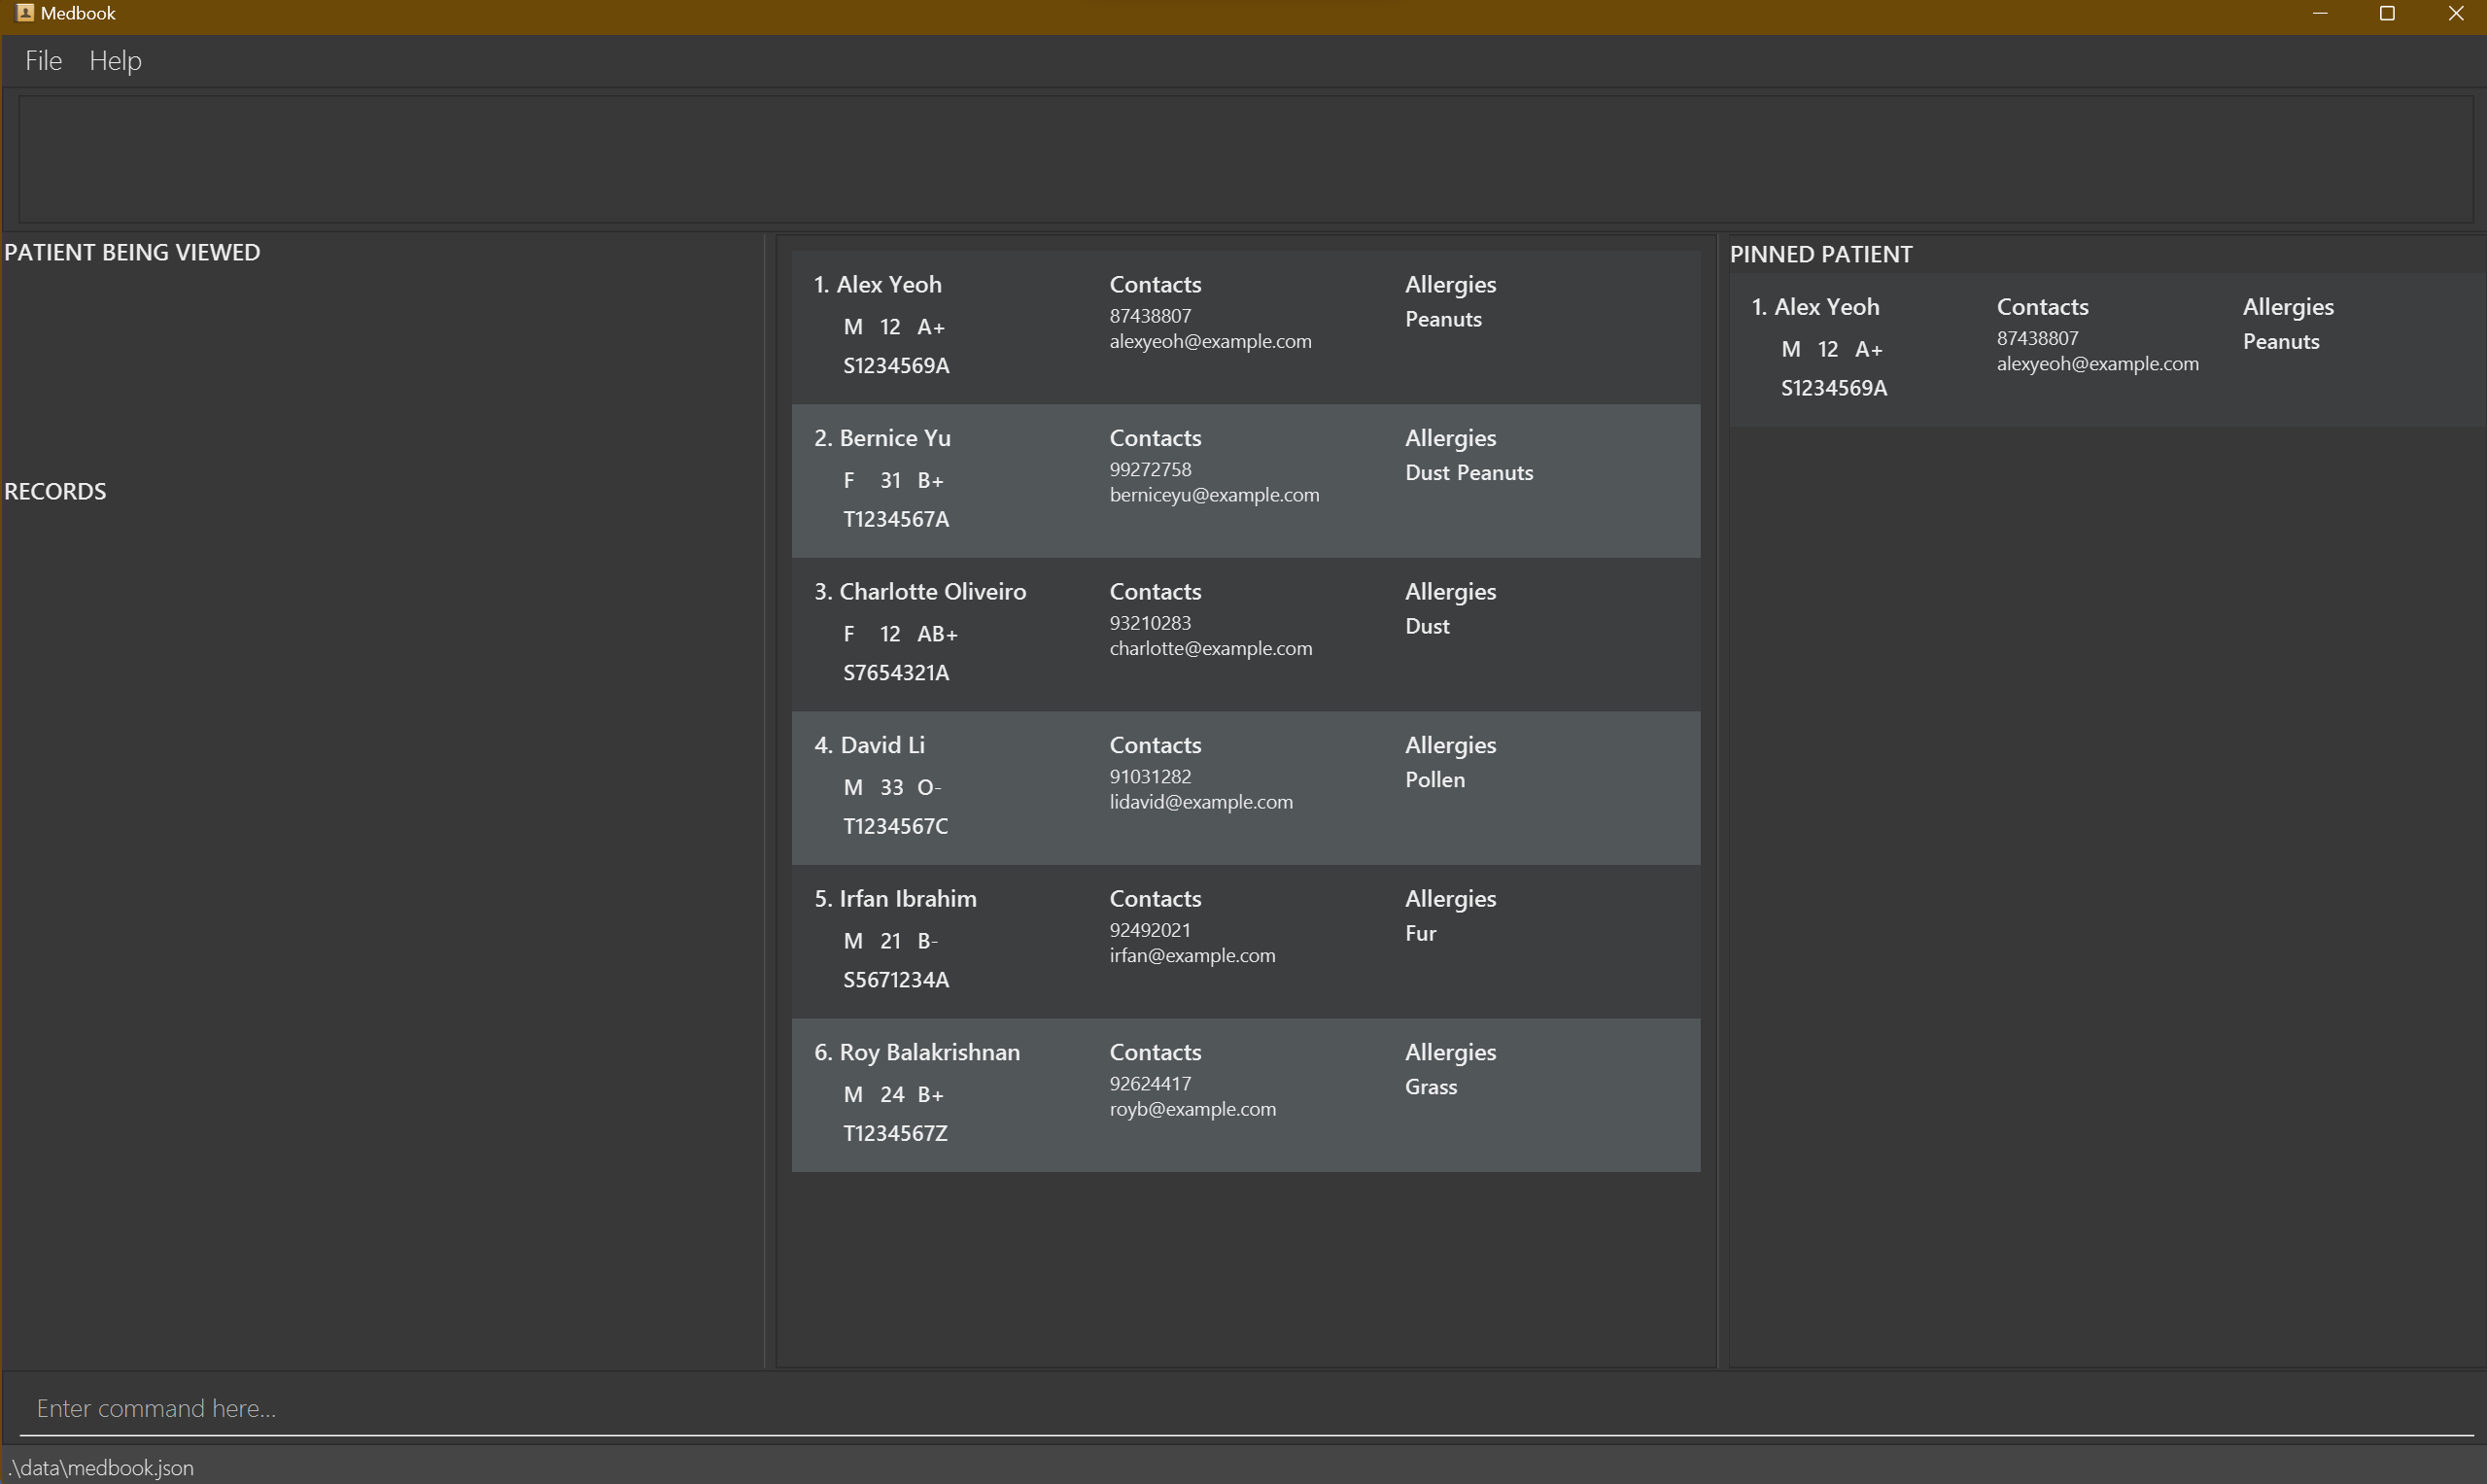 Medbook
File Help
PATIENT BEING VIEWED
RECORDS
1. Alex Yeoh
M 12 A+
S1234569A
Contacts
87438807
alexyeoh@example.com
Allergies
Peanuts
2. Bernice Yu
F 31 B+
T1234567A
Contacts
99272758
berniceyu@example.com
Allergies
Dust Peanuts
3. Charlotte Oliveiro
F 12 AB+
S7654321A
Contacts
93210283
charlotte@example.com
Allergies
Dust
4. David Li
M 33 O-
T1234567C
Contacts
91031282
lidavid@example.com
Allergies
Pollen
5. Irfan Ibrahim
M 21 B-
S5671234A
Contacts
92492021
irfan@example.com
Allergies
Fur
6. Roy Balakrishnan
M 24 B+
T1234567Z
Contacts
92624417
royb@example.com
Allergies
Grass
PINNED PATIENT
1. Alex Yeoh
M 12 A+
S1234569A
Contacts
87438807
alexyeoh@example.com
Allergies
Peanuts
Enter command here...
.\data\medbook.json